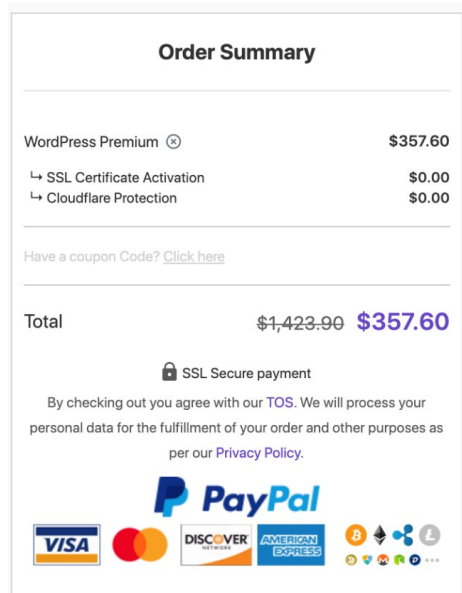 Order Summary
WordPress Premium $357.60
↳ SSL Certificate Activation $0.00
↳ Cloudflare Protection $0.00
Have a coupon Code? Click here
Total $1,423.90 $357.60
SSL Secure payment
By checking out you agree with our TOS. We will process your
personal data for the fulfillment of your order and other purposes as
per our Privacy Policy.
PayPal
VISA DISCOVER AMERICAN
NETWORK EXPRESS